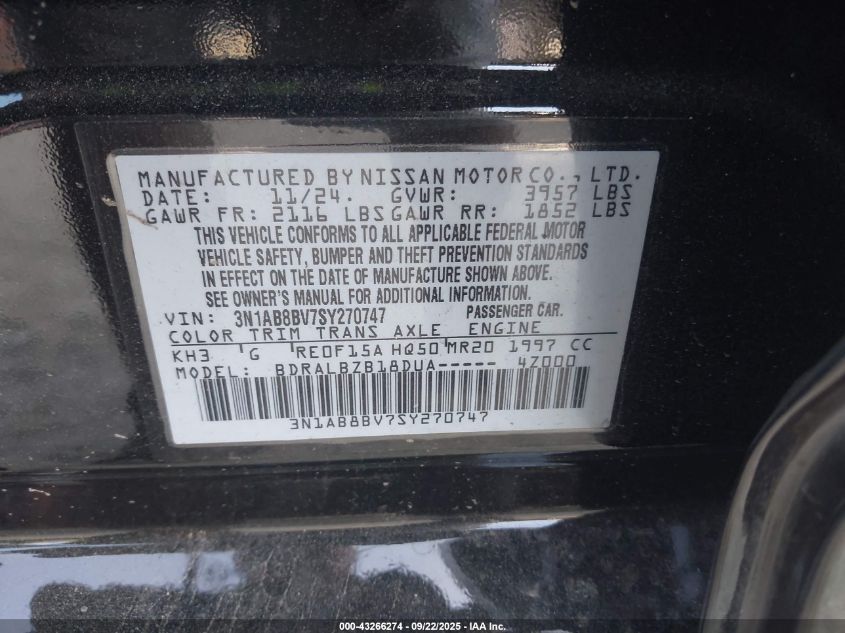 MANUFACTURED BY NISSAN MOTOR CO., LTD.
DATE: 11/24. GVWR: 3957 LBS
GAWR FR: 2116 LBS GAWR RR: 1852 LBS
THIS VEHICLE CONFORMS TO ALL APPLICABLE FEDERAL MOTOR
VEHICLE SAFETY, BUMPER AND THEFT PREVENTION STANDARDS
IN EFFECT ON THE DATE OF MANUFACTURE SHOWN ABOVE.
SEE OWNER'S MANUAL FOR ADDITIONAL INFORMATION.
VIN: 3N1AB8BV7SY270747 PASSENGER CAR.
COLOR TRIM TRANS AXLE ENGINE
KH3 G RE0F15A HQ50 MR20 1997 CC
MODEL: BDRALBZB18DUA----- 4Z000
3N1AB8BV7SY270747
000-43266274 - 09/22/2025 - IAA Inc.